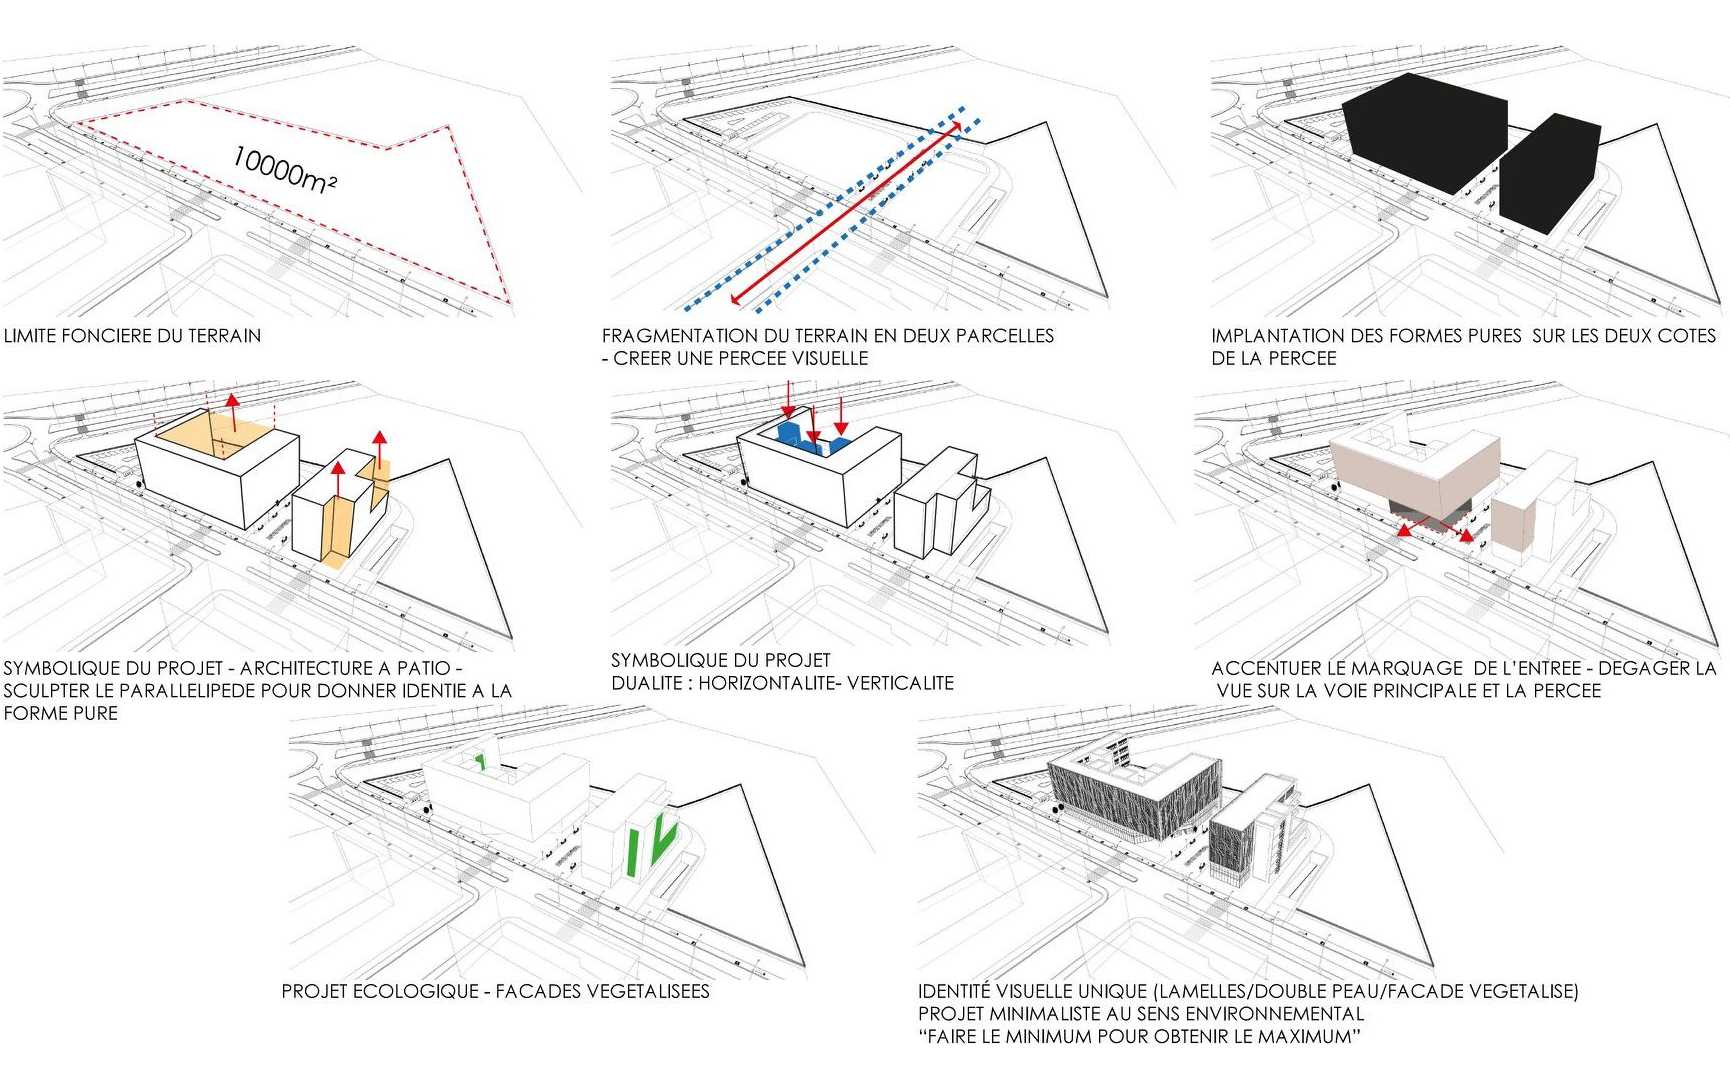 10000m²
LIMITE FONCIERE DU TERRAIN
FRAGMENTATION DU TERRAIN EN DEUX PARCELLES
- CREER UNE PERCEE VISUELLE
IMPLANTATION DES FORMES PURES SUR LES DEUX COTES
DE LA PERCEE
SYMBOLIQUE DU PROJET - ARCHITECTURE A PATIO -
SCULPTER LE PARALLELIPEDE POUR DONNER IDENTIE A LA
FORME PURE
SYMBOLIQUE DU PROJET
DUALITE : HORIZONTALITE- VERTICALITE
ACCENTUER LE MARQUAGE DE L'ENTREE - DEGAGER LA
VUE SUR LA VOIE PRINCIPALE ET LA PERCEE
PROJET ECOLOGIQUE - FACADES VEGETALISEES
IDENTITÉ VISUELLE UNIQUE (LAMELLES/DOUBLE PEAU/FACADE VEGETALISE)
PROJET MINIMALISTE AU SENS ENVIRONNEMENTAL
“FAIRE LE MINIMUM POUR OBTENIR LE MAXIMUM”